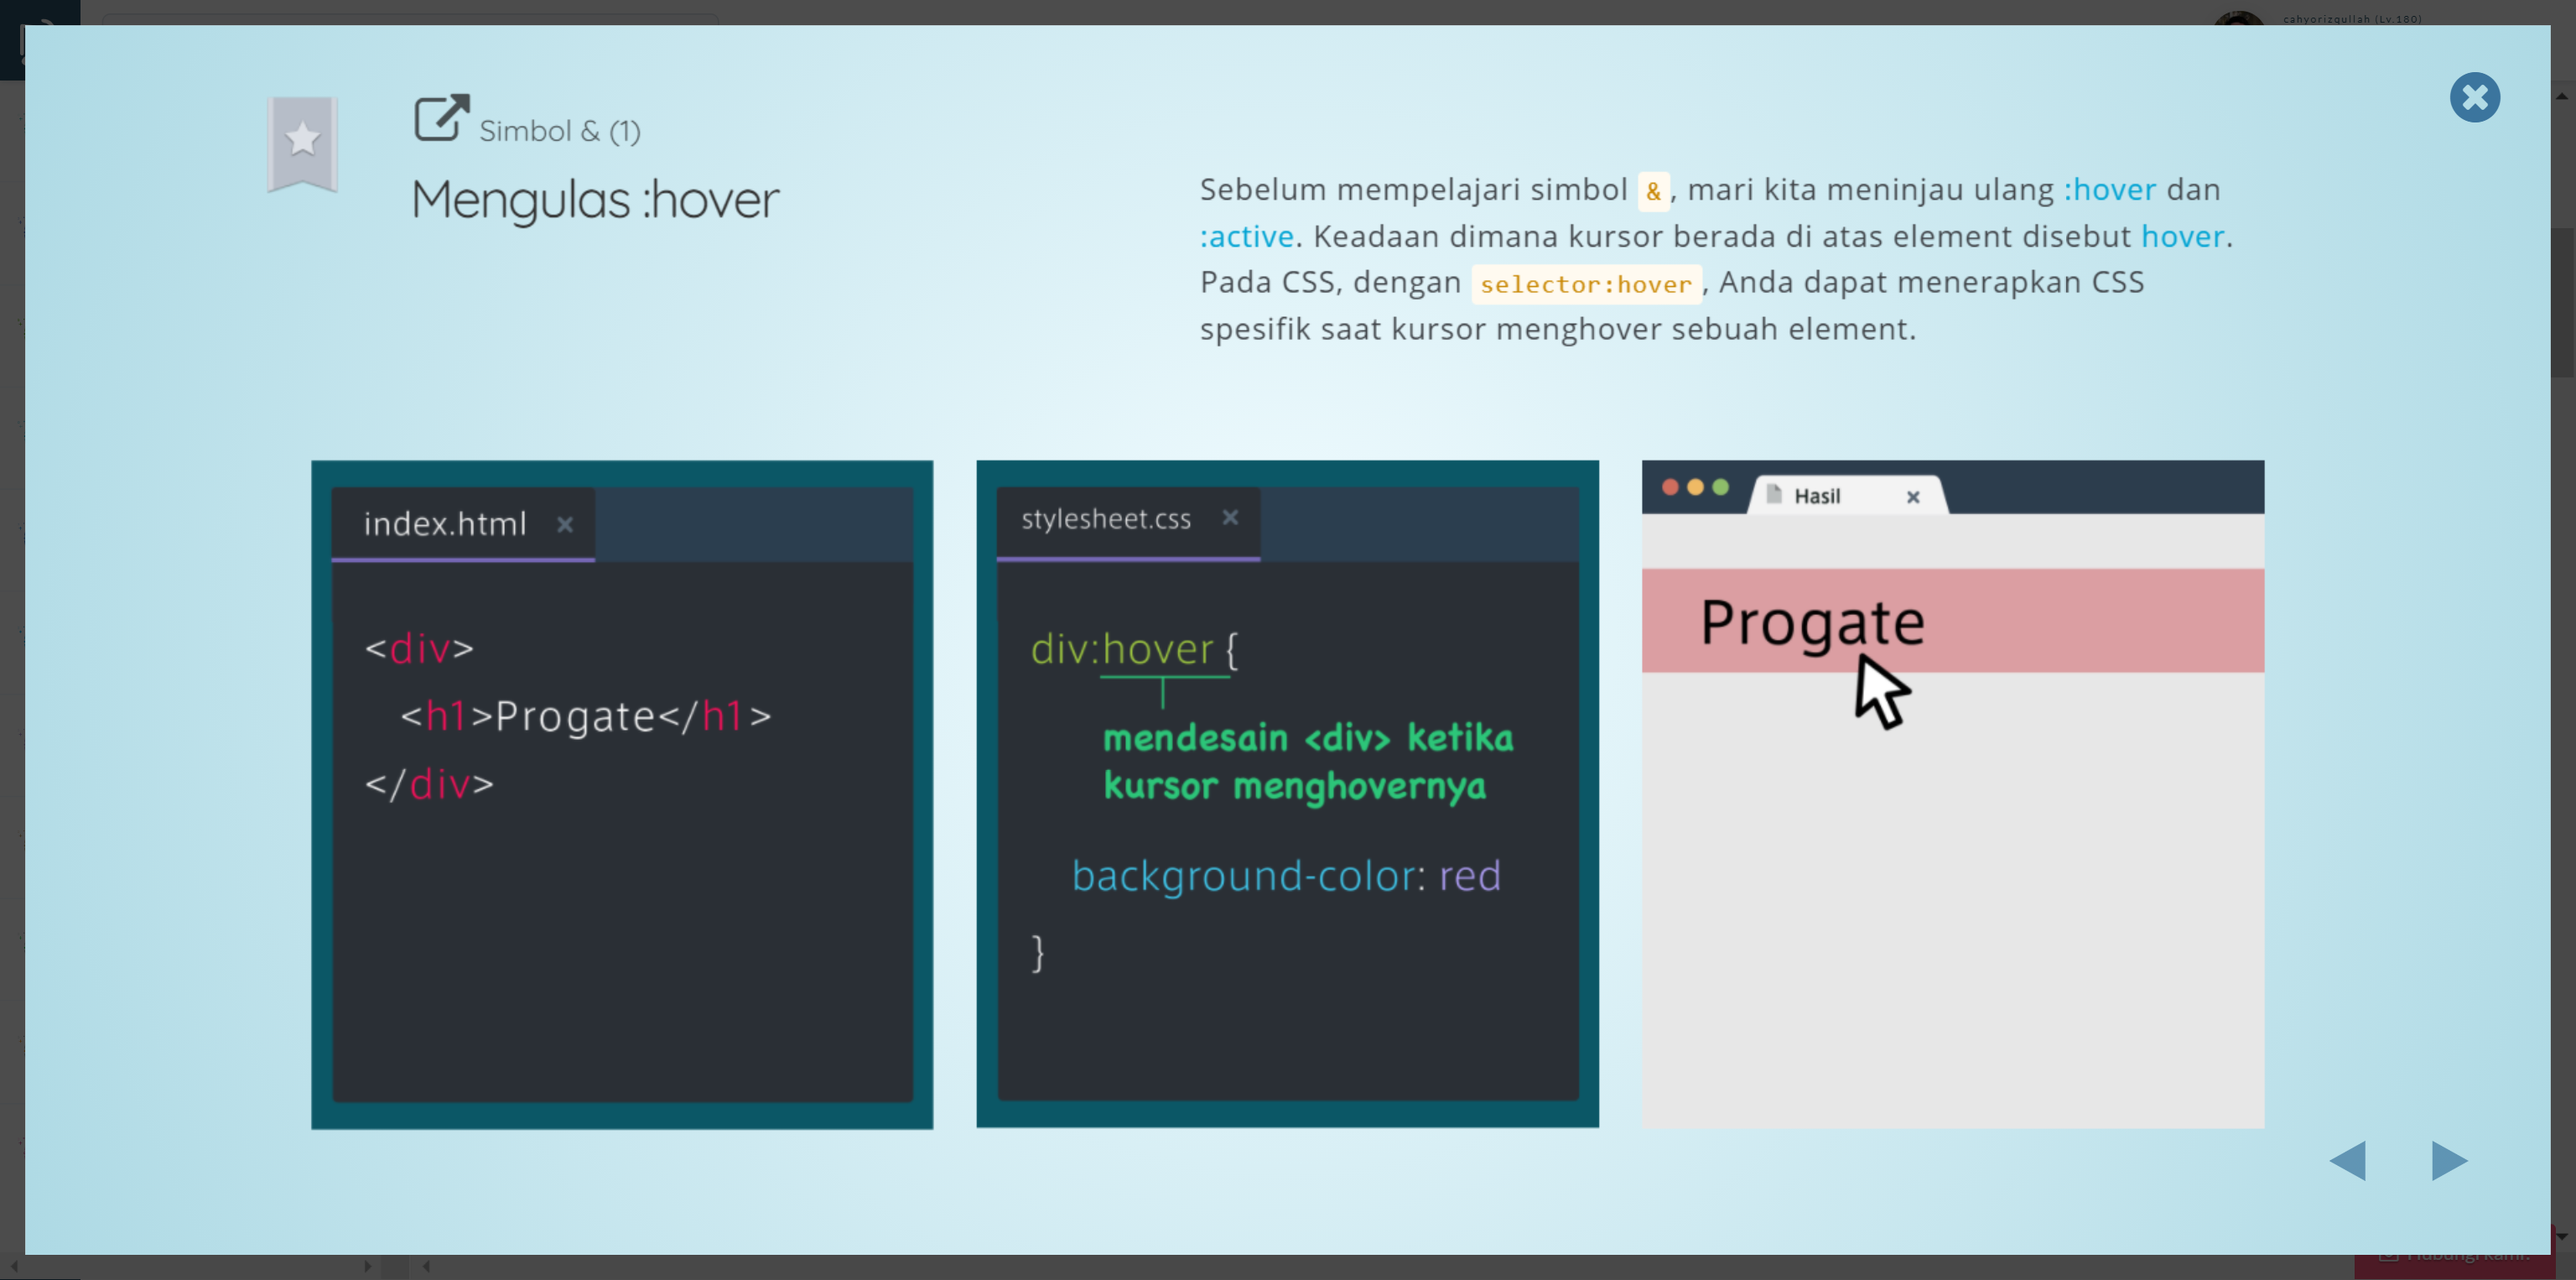 cahyorizqullah (Lv.180)
Simbol & (1)
Mengulas :hover
Sebelum mempelajari simbol &, mari kita meninjau ulang :hover dan
:active. Keadaan dimana kursor berada di atas element disebut hover.
Pada CSS, dengan selector:hover, Anda dapat menerapkan CSS
spesifik saat kursor menghover sebuah element.
index.html
<div>
<h1>Progate</h1>
</div>
stylesheet.css
div:hover {
mendesain <div> ketika
kursor menghovernya
background-color: red
}
Hasil
Progate